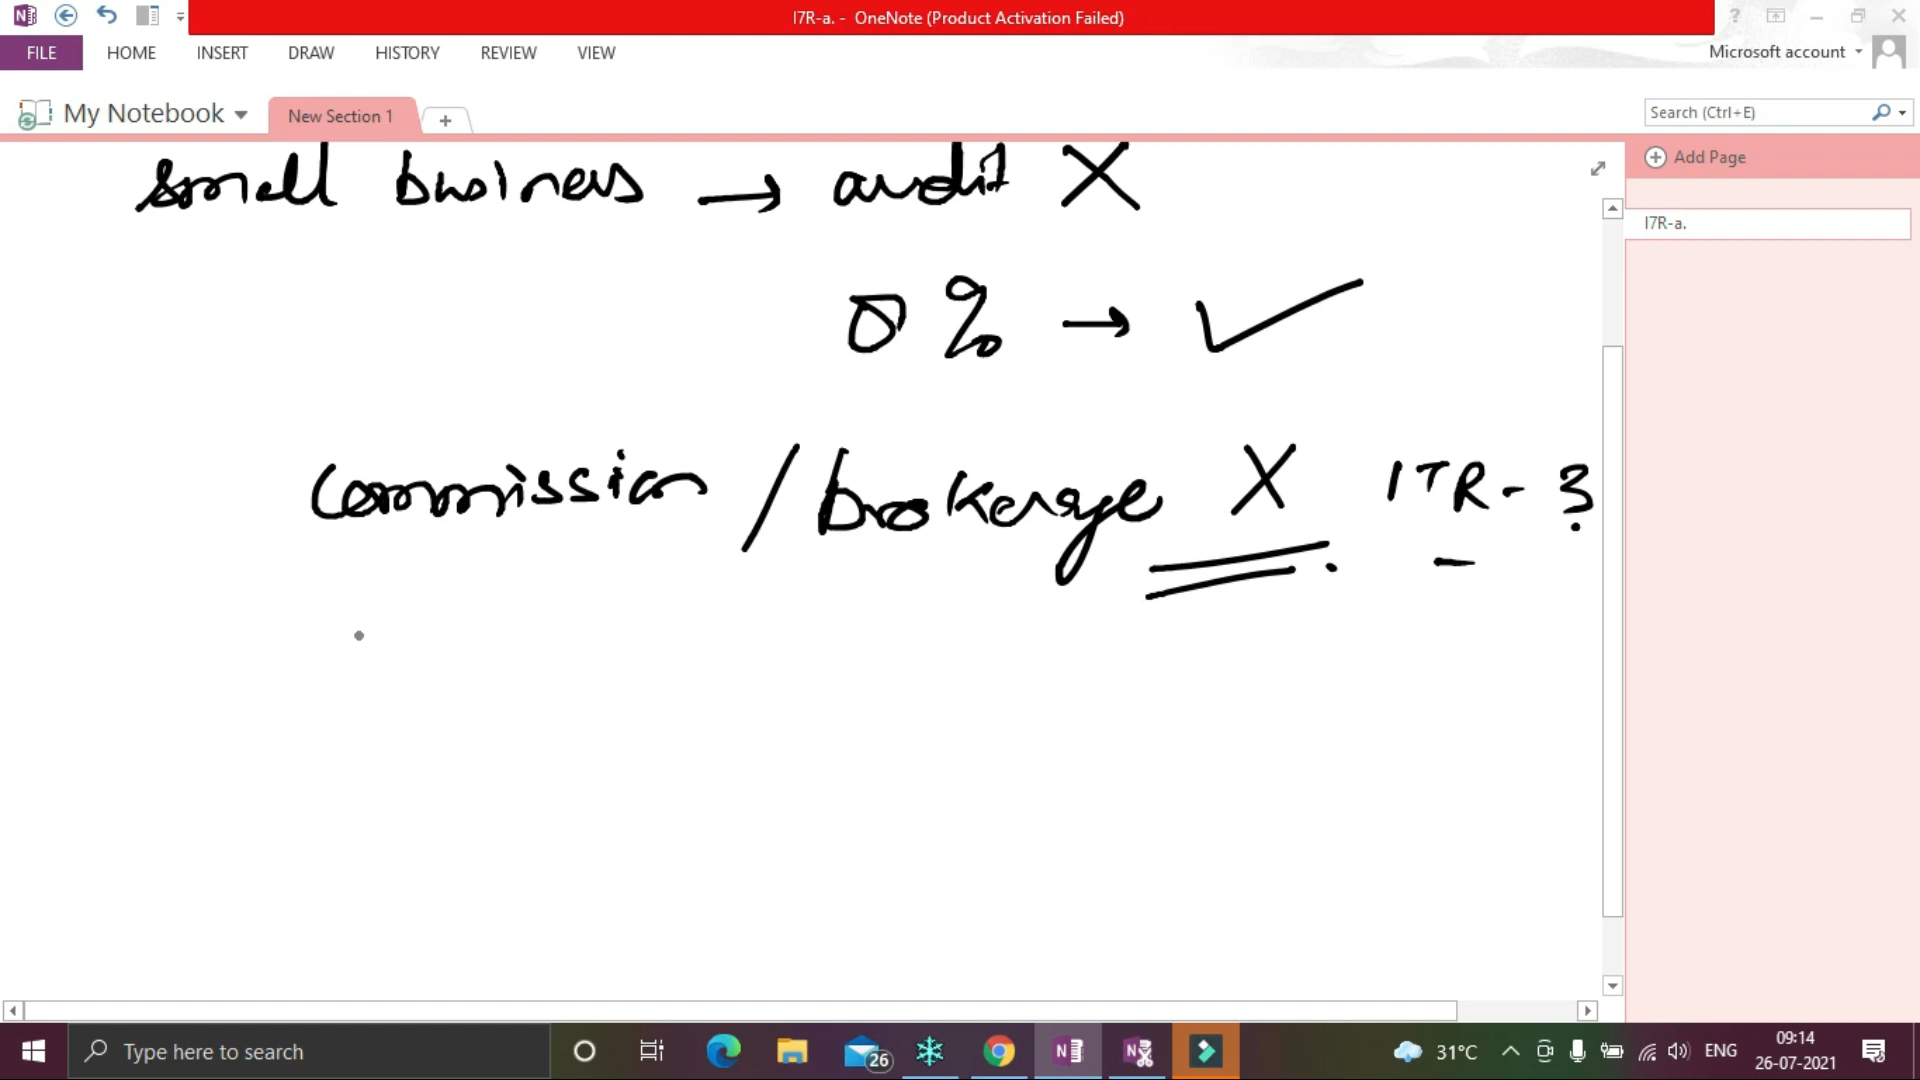 I7R-a. - OneNote (Product Activation Failed)
FILE HOME INSERT DRAW HISTORY REVIEW VIEW
Microsoft account
My Notebook
New Section 1
Search (Ctrl+E)
Add Page
I7R-a.
small business → audit X
0% → ✓
Commission / brokerage X ITR-3
Type here to search
26
31°C
ENG
09:14
26-07-2021